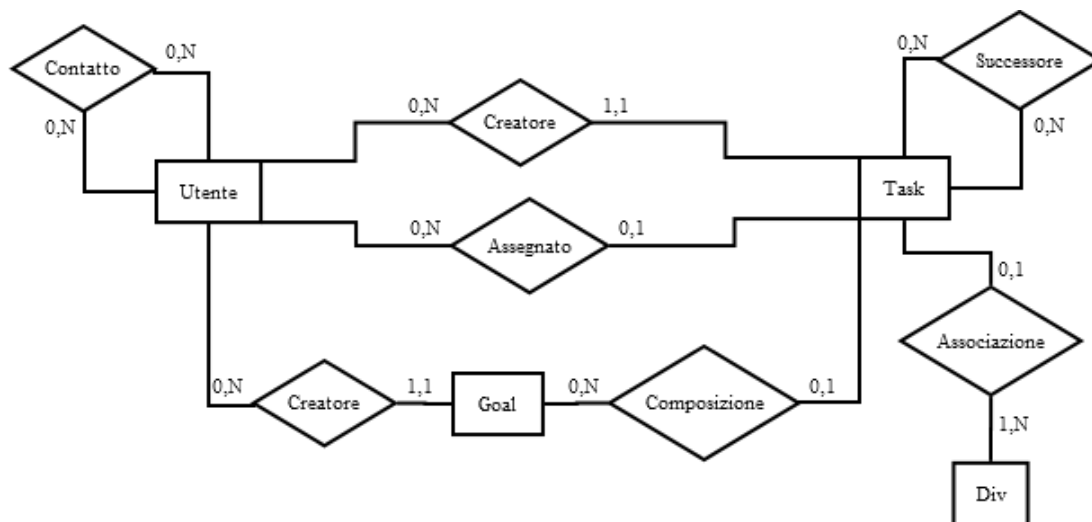 0,N
Contatto
0,N
0,N
Successore
0,N
0,N
Creatore
1,1
Utente
Task
0,N
Assegnato
0,1
0,1
Associazione
0,N
Creatore
1,1
Goal
0,N
Composizione
0,1
1,N
Div